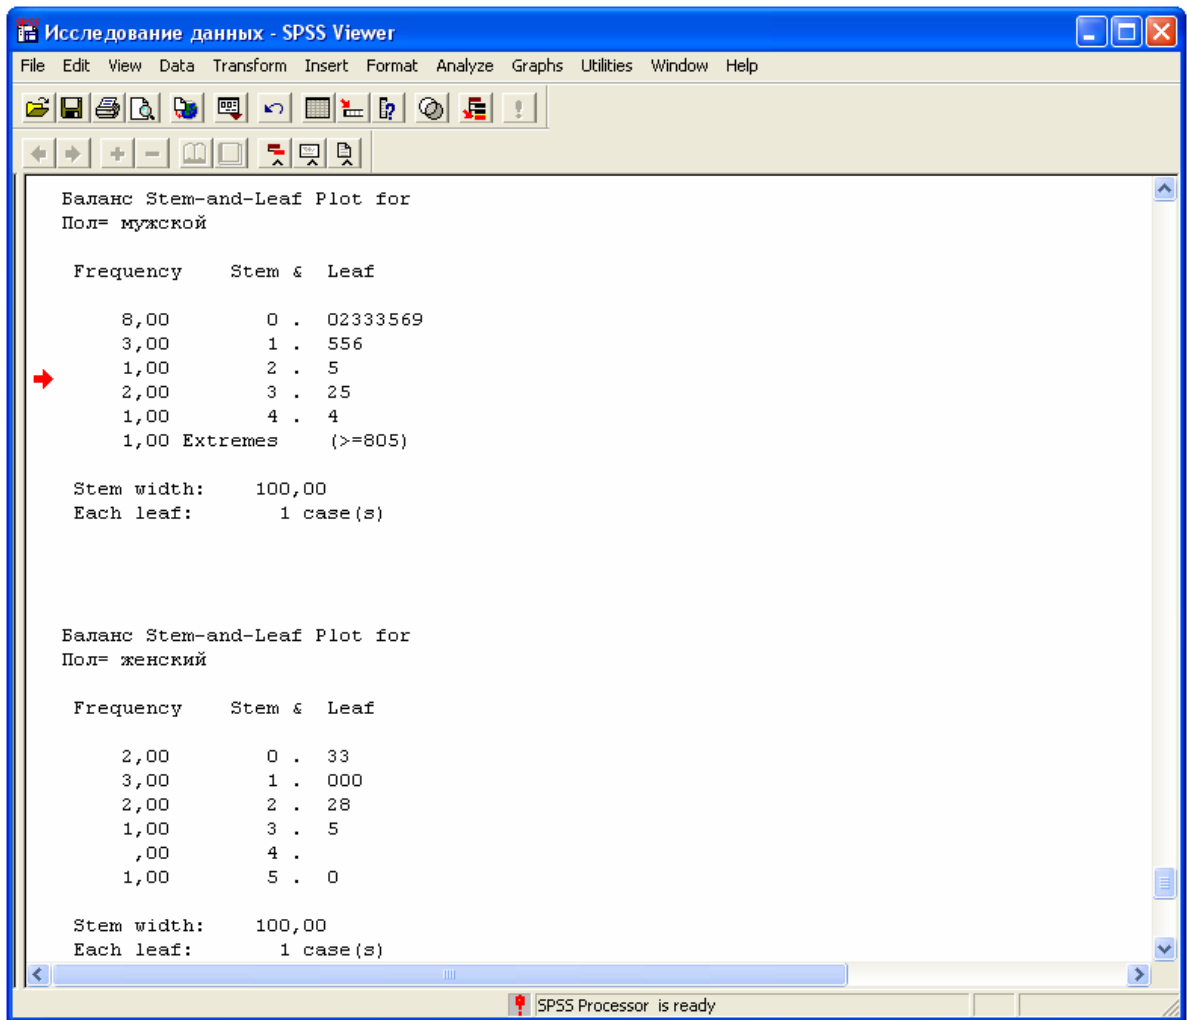 Исследование данных - SPSS Viewer
File Edit View Data Transform Insert Format Analyze Graphs Utilities Window Help
Баланс Stem-and-Leaf Plot for
Пол= мужской
Frequency Stem & Leaf
8,00 0 . 02333569
3,00 1 . 556
1,00 2 . 5
2,00 3 . 25
1,00 4 . 4
1,00 Extremes (>=805)
Stem width: 100,00
Each leaf: 1 case(s)
Баланс Stem-and-Leaf Plot for
Пол= женский
Frequency Stem & Leaf
2,00 0 . 33
3,00 1 . 000
2,00 2 . 28
1,00 3 . 5
,00 4 .
1,00 5 . 0
Stem width: 100,00
Each leaf: 1 case(s)
SPSS Processor is ready